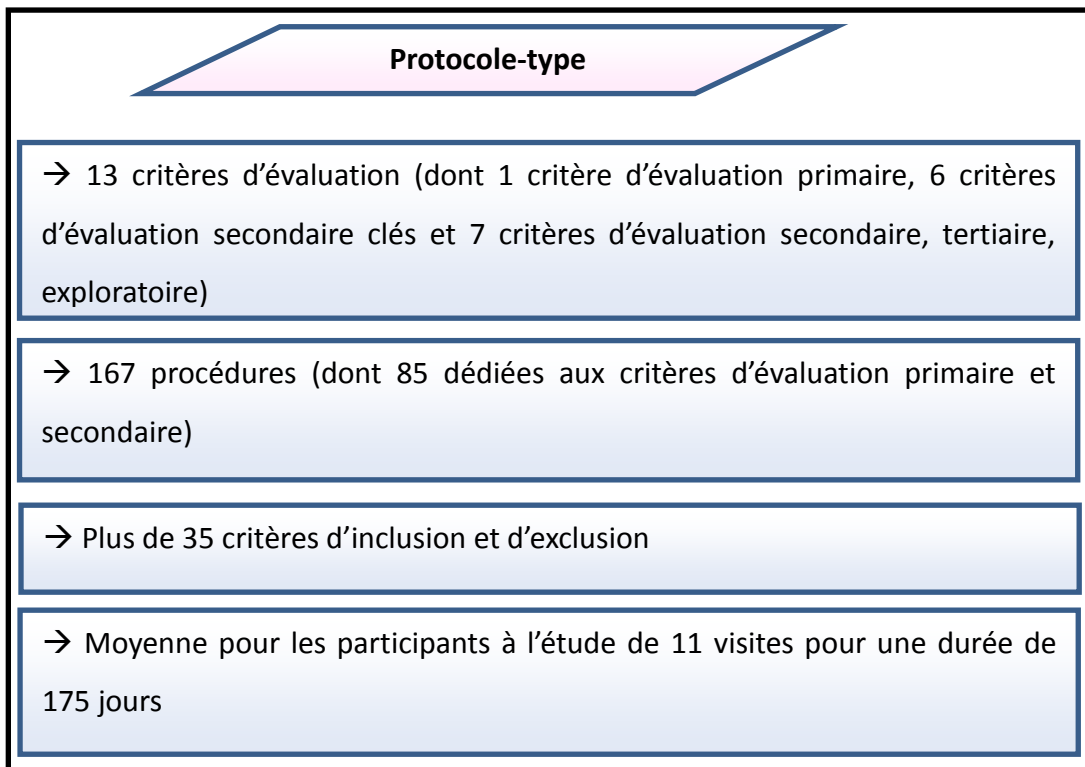 Protocole-type
→ 13 critères d’évaluation (dont 1 critère d’évaluation primaire, 6 critères
d’évaluation secondaire clés et 7 critères d’évaluation secondaire, tertiaire,
exploratoire)
→ 167 procédures (dont 85 dédiées aux critères d’évaluation primaire et
secondaire)
→ Plus de 35 critères d’inclusion et d’exclusion
→ Moyenne pour les participants à l’étude de 11 visites pour une durée de
175 jours